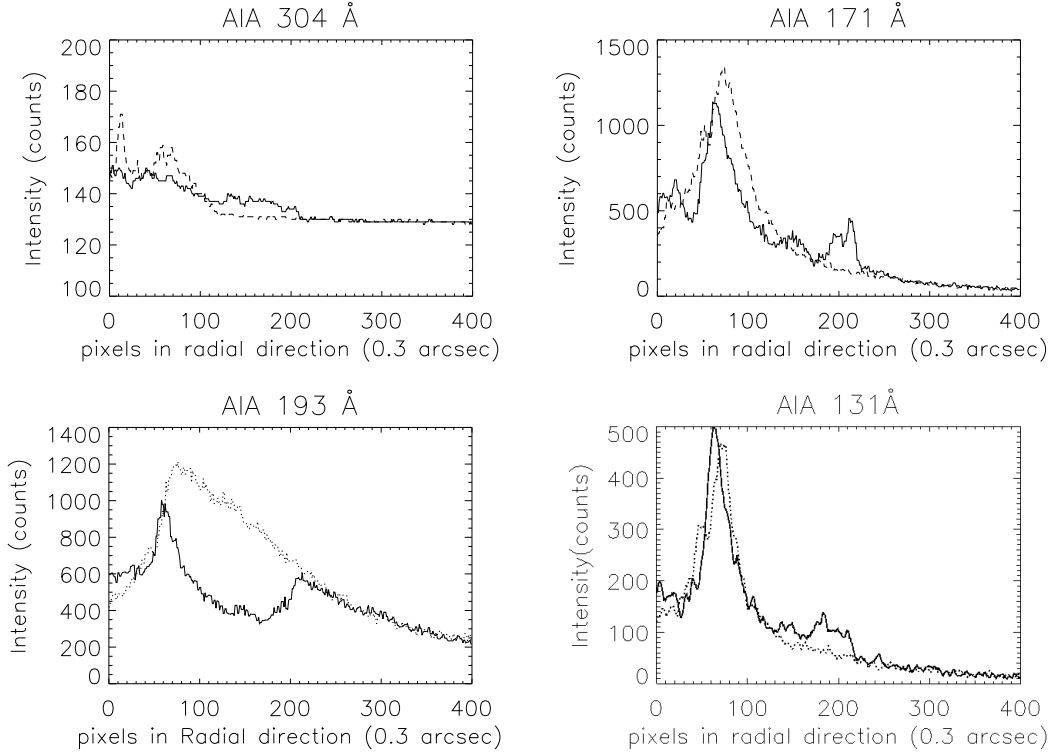 AIA 304 Å
200
180
160
140
120
100
Intensity (counts)
0 100 200 300 400
pixels in radial direction (0.3 arcsec)
AIA 171 Å
1500
1000
500
0
Intensity (counts)
0 100 200 300 400
pixels in radial direction (0.3 arcsec)
AIA 193 Å
1400
1200
1000
800
600
400
200
0
Intensity (counts)
0 100 200 300 400
pixels in Radial direction (0.3 arcsec)
AIA 131Å
500
400
300
200
100
0
Intensity(counts)
0 100 200 300 400
pixels in radial direction (0.3 arcsec)